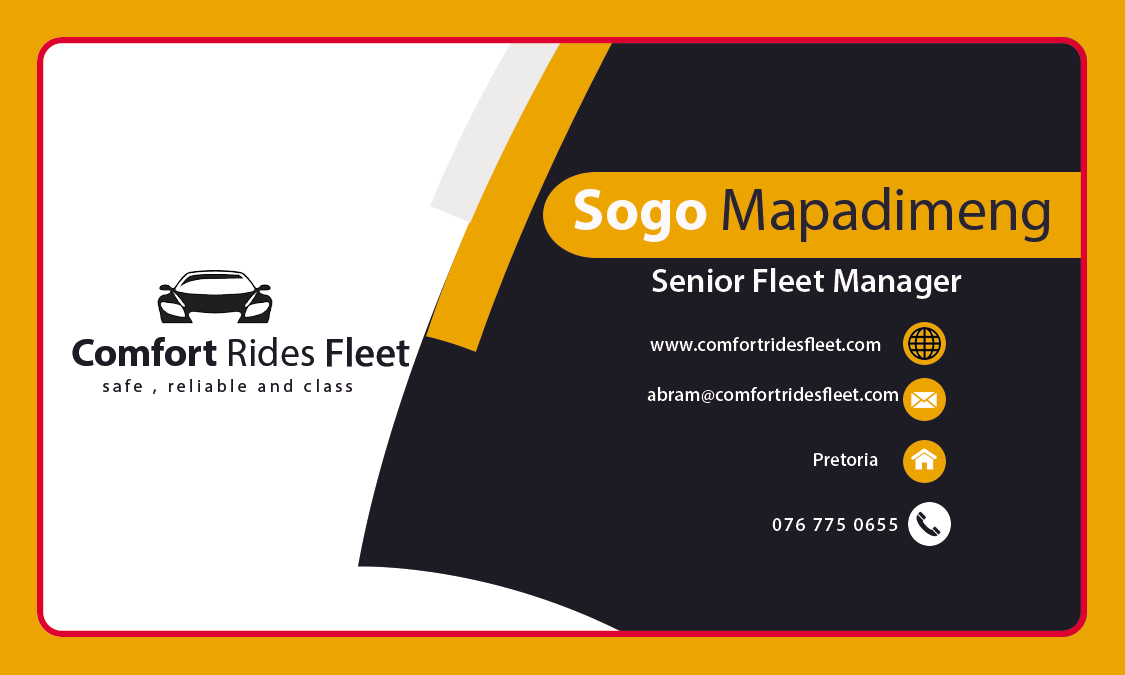 Comfort Rides Fleet
safe , reliable and class
Sogo Mapadimeng
Senior Fleet Manager
www.comfortridesfleet.com
abram@comfortridesfleet.com
Pretoria
076 775 0655